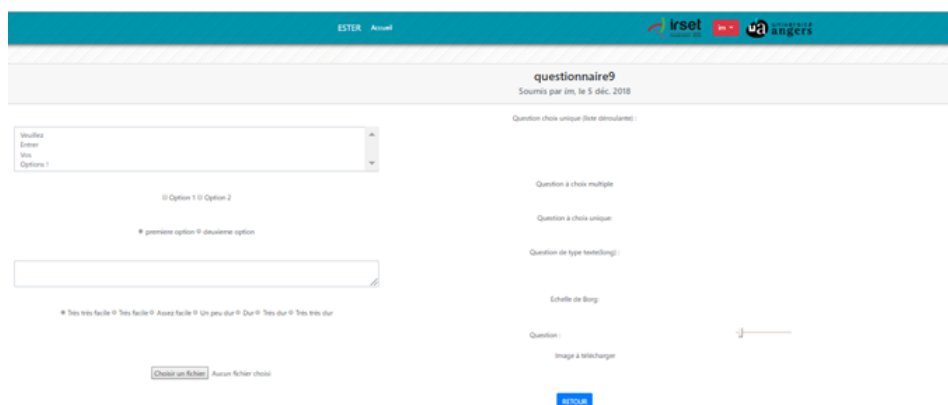 ESTER Accueil
irset
im
ua université angers
questionnaire9
Soumis par im, le 5 déc. 2018
Question choix unique (liste déroulante) :
Veuillez
Entrer
Vos
Options !
Question à choix multiple
Option 1 Option 2
Question à choix unique:
premiere option deuxieme option
Question de type texte(long) :
Echelle de Borg:
Très très facile Très facile Assez facile Un peu dur Dur Très dur Très très dur
Question :
Image à télécharger
Choisir un fichier Aucun fichier choisi
RETOUR